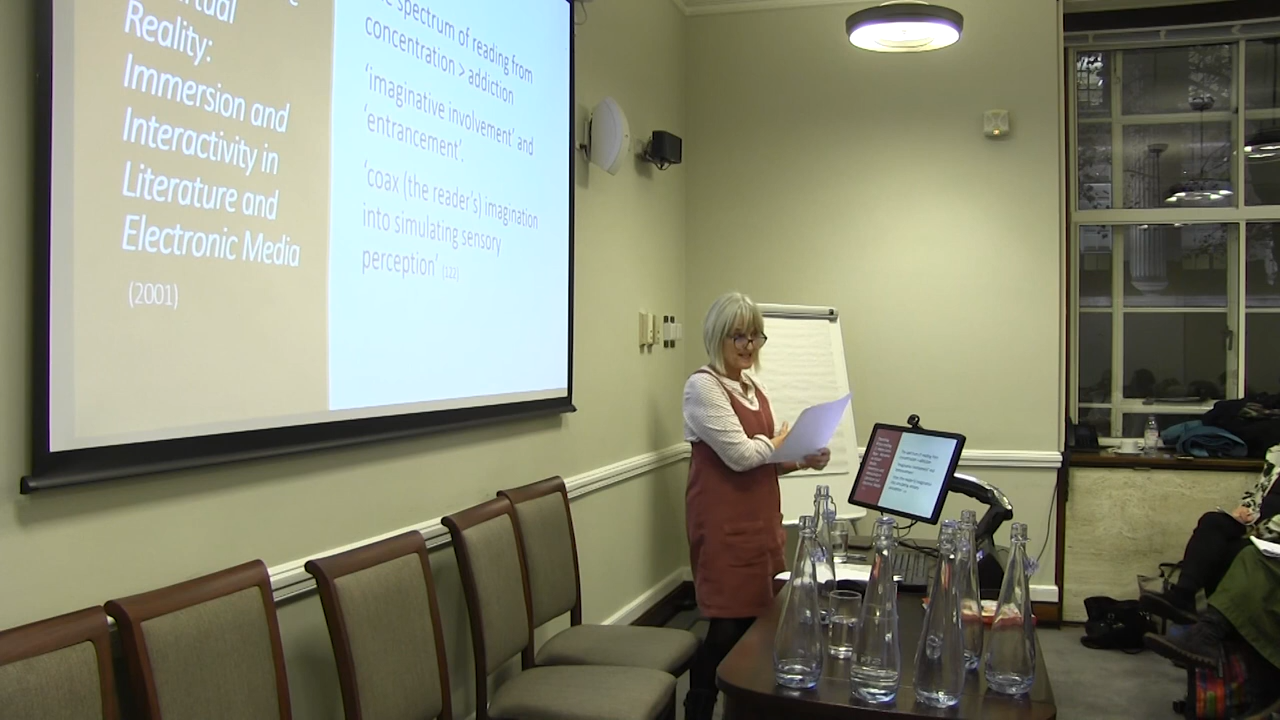 Reality:
Immersion and
Interactivity in
Literature and
Electronic Media
(2001)
spectrum of reading from
concentration > addiction
‘imaginative involvement’ and
‘entrancement’.
‘coax (the reader’s) imagination
into simulating sensory
perception’ (122)